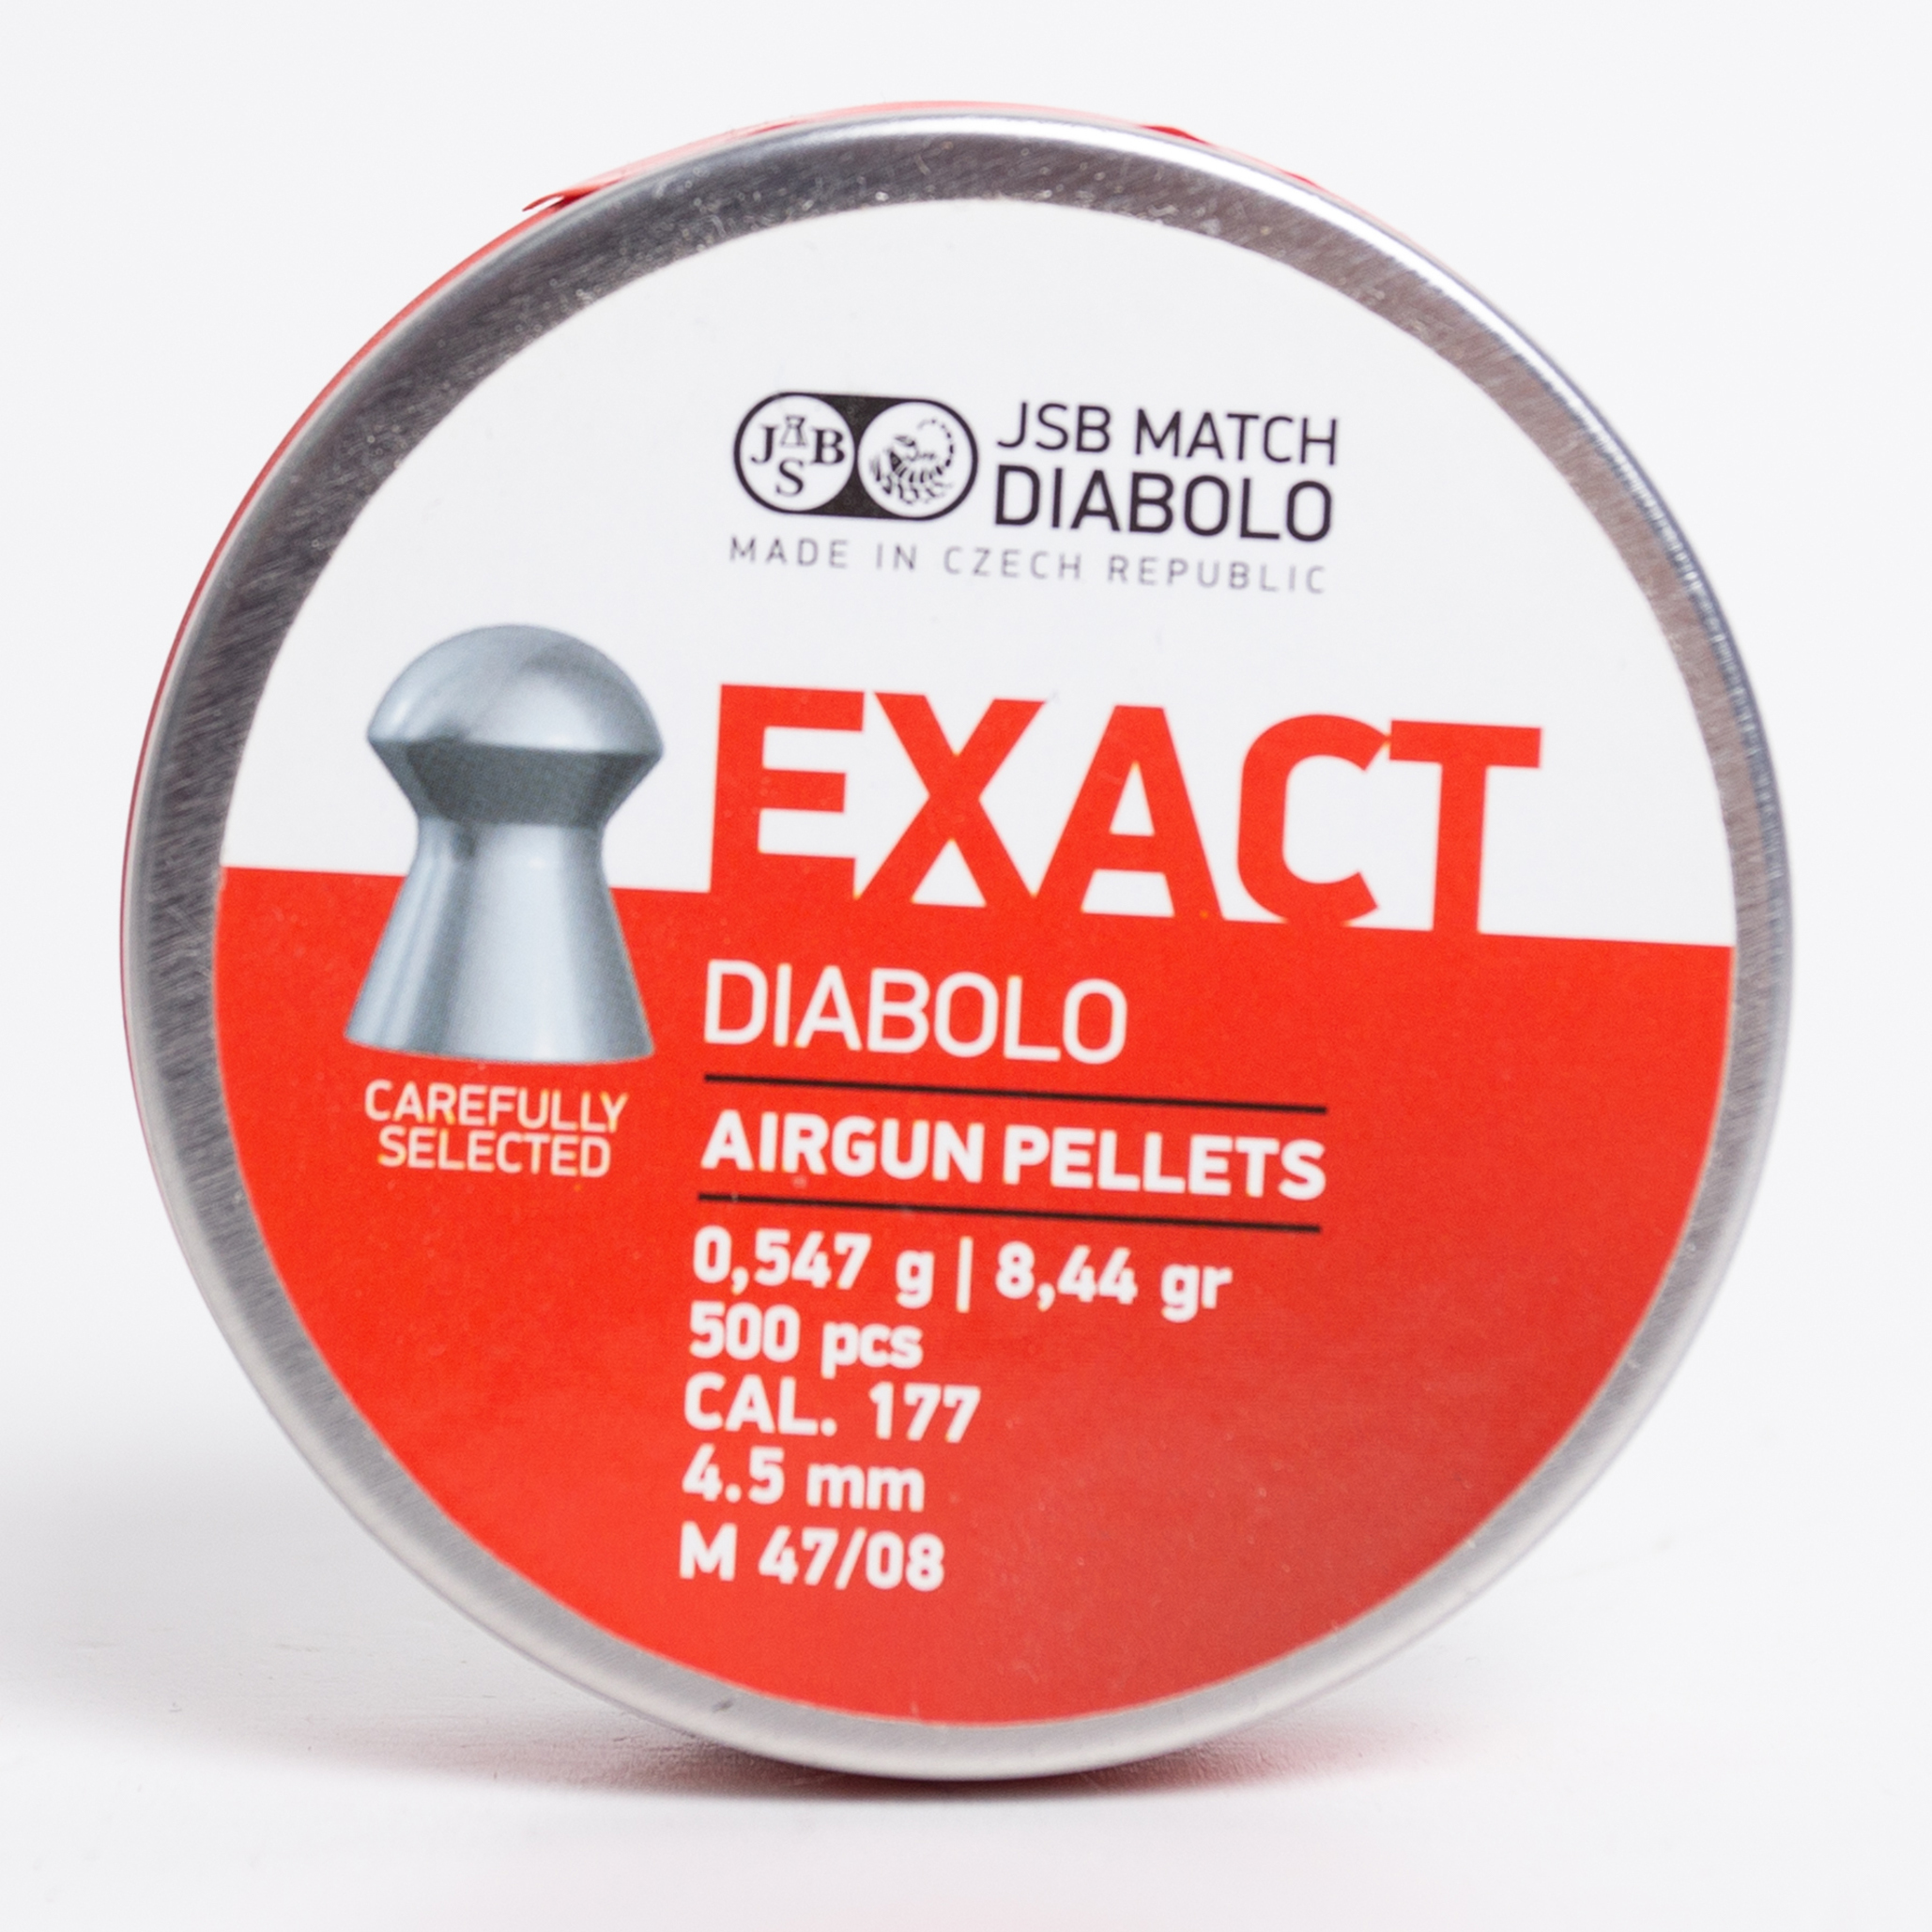 JSB
JSB MATCH
DIABOLO
MADE IN CZECH REPUBLIC
EXACT
DIABOLO
CAREFULLY
SELECTED
AIRGUN PELLETS
0,547 g | 8,44 gr
500 pcs
CAL. 177
4.5 mm
M 47/08